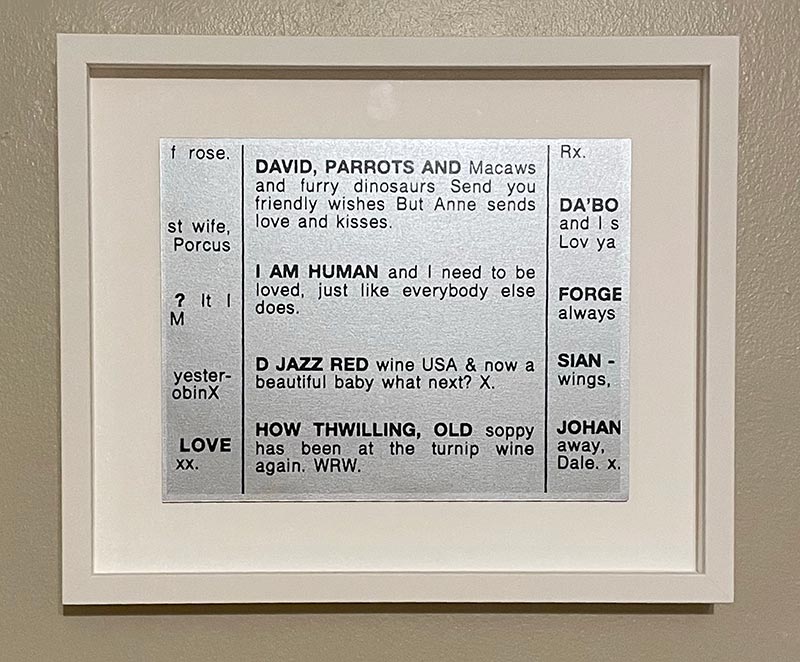 f rose.
st wife,
Porcus
? It I
M
yester-
obinX
LOVE
xx.
DAVID, PARROTS AND Macaws
and furry dinosaurs Send you
friendly wishes But Anne sends
love and kisses.
I AM HUMAN and I need to be
loved, just like everybody else
does.
D JAZZ RED wine USA & now a
beautiful baby what next? X.
HOW THWILLING, OLD soppy
has been at the turnip wine
again. WRW.
Rx.
DA'BO
and I s
Lov ya
FORGE
always
SIAN -
wings,
JOHAN
away,
Dale. x.